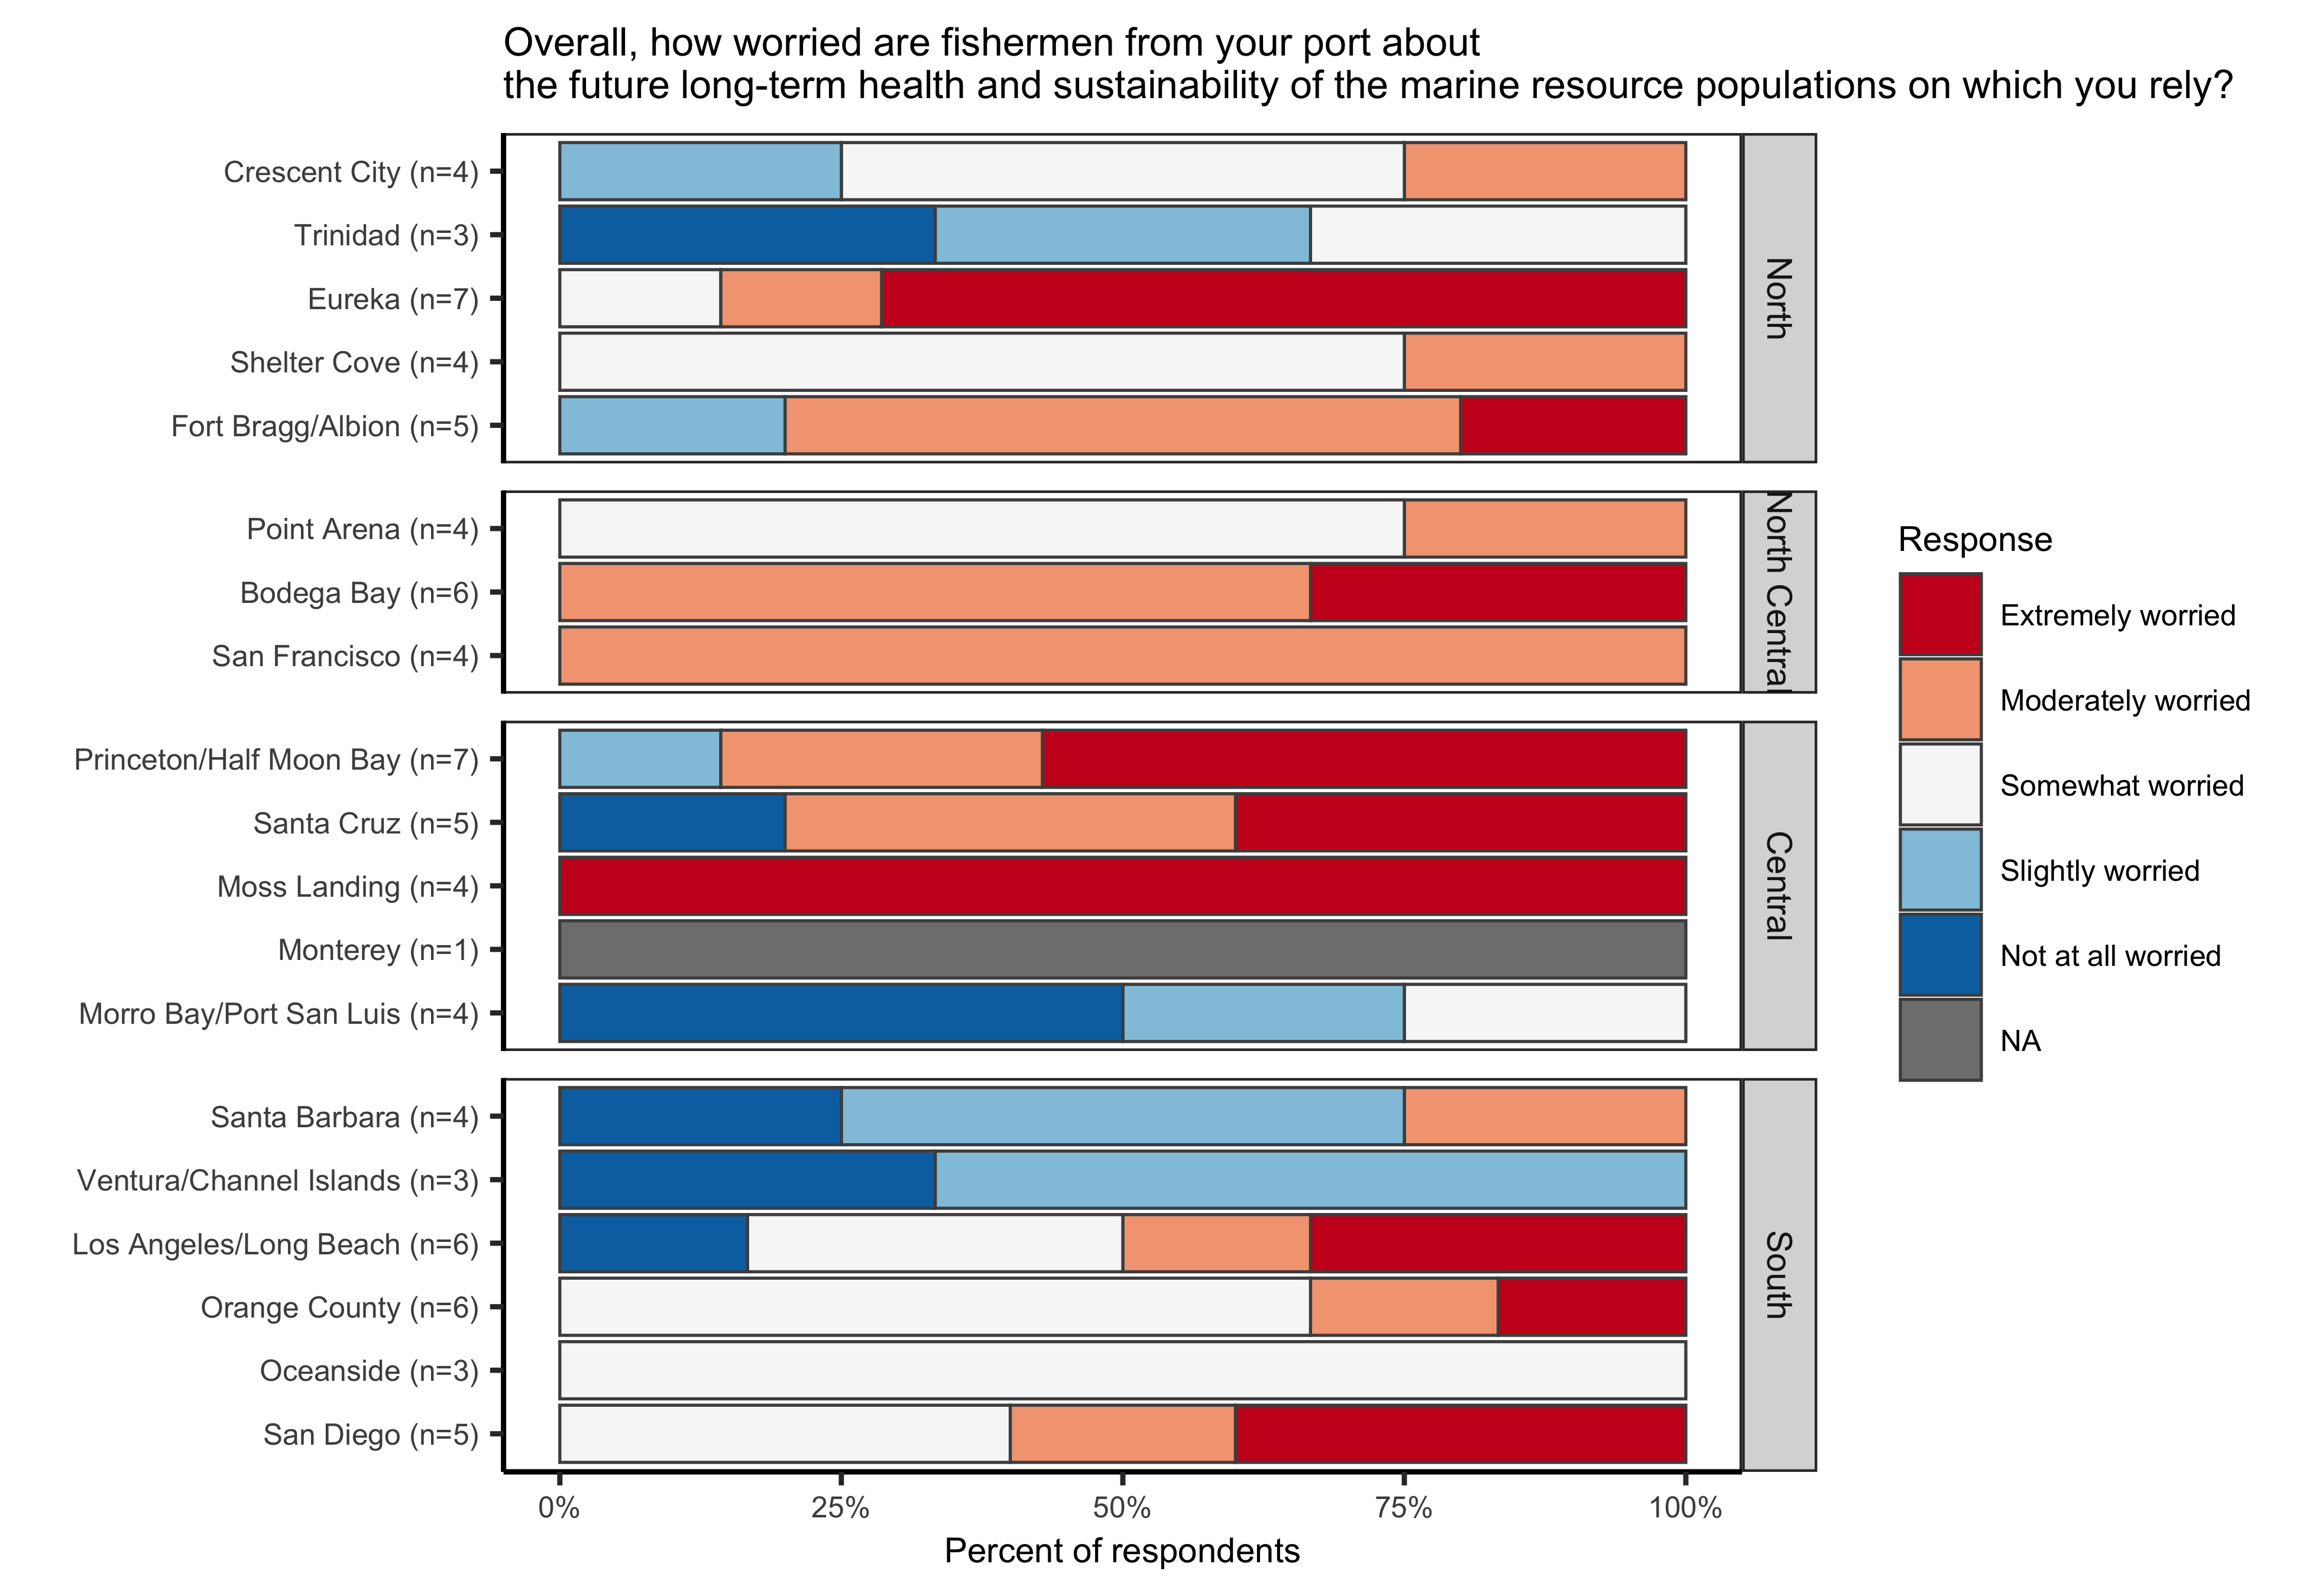 Overall, how worried are fishermen from your port about
the future long-term health and sustainability of the marine resource populations on which you rely?
Crescent City (n=4)
Trinidad (n=3)
Eureka (n=7)
Shelter Cove (n=4)
Fort Bragg/Albion (n=5)
North
Point Arena (n=4)
Bodega Bay (n=6)
San Francisco (n=4)
North Central
Princeton/Half Moon Bay (n=7)
Santa Cruz (n=5)
Moss Landing (n=4)
Monterey (n=1)
Morro Bay/Port San Luis (n=4)
Central
Santa Barbara (n=4)
Ventura/Channel Islands (n=3)
Los Angeles/Long Beach (n=6)
Orange County (n=6)
Oceanside (n=3)
San Diego (n=5)
South
0%
25%
50%
75%
100%
Percent of respondents
Response
Extremely worried
Moderately worried
Somewhat worried
Slightly worried
Not at all worried
NA